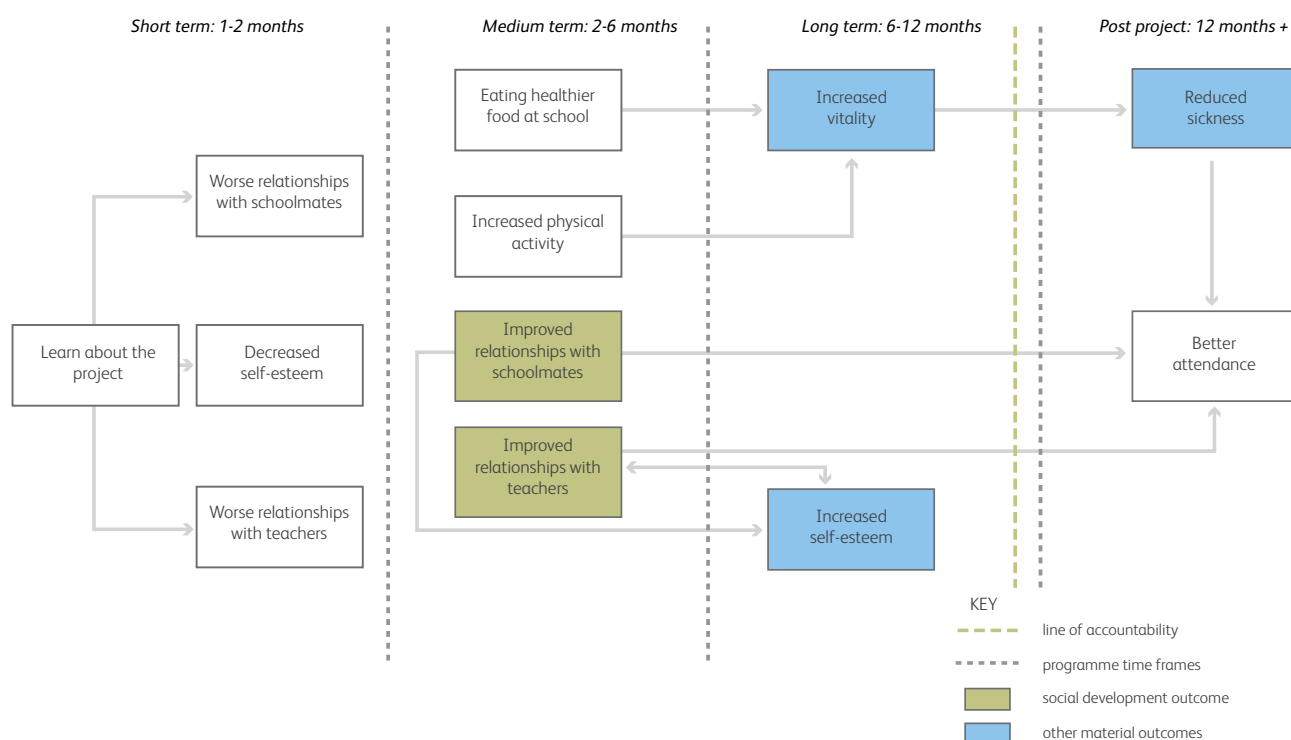 Short term: 1-2 months
Medium term: 2-6 months
Long term: 6-12 months
Post project: 12 months +
Eating healthier
food at school
Increased
vitality
Reduced
sickness
Worse relationships
with schoolmates
Increased physical
activity
Learn about the
project
Decreased
self-esteem
Improved
relationships with
schoolmates
Better
attendance
Improved
relationships with
teachers
Worse relationships
with teachers
Increased
self-esteem
KEY
line of accountability
programme time frames
social development outcome
other material outcomes